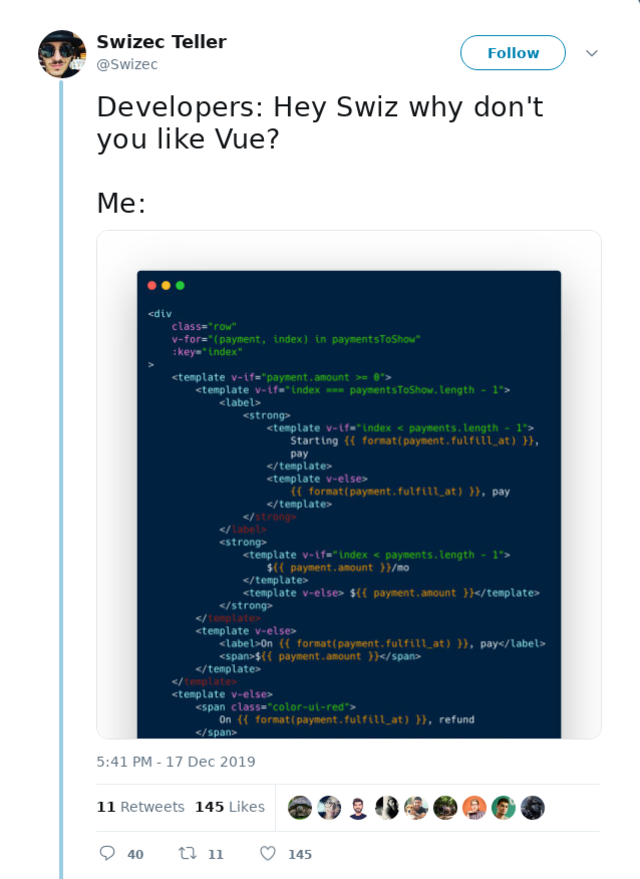 Swizec Teller
@Swizec
Follow
Developers: Hey Swiz why don't
you like Vue?
Me:
<div
class="row"
v-for="(payment, index) in paymentsToShow"
:key="index"
>
<template v-if="payment.amount >= 0">
<template v-if="index === paymentsToShow.length - 1">
<label>
<strong>
<template v-if="index < payments.length - 1">
Starting {{ format(payment.fulfill_at) }},
pay
</template>
<template v-else>
{{ format(payment.fulfill_at) }}, pay
</template>
</strong>
</label>
<strong>
<template v-if="index < payments.length - 1">
${{ payment.amount }}/mo
</template>
<template v-else> ${{ payment.amount }}</template>
</strong>
</template>
<template v-else>
<label>On {{ format(payment.fulfill_at) }}, pay</label>
<span>${{ payment.amount }}</span>
</template>
</template>
<template v-else>
<span class="color-ui-red">
On {{ format(payment.fulfill_at) }}, refund
</span>
5:41 PM - 17 Dec 2019
11 Retweets 145 Likes
40 11 145